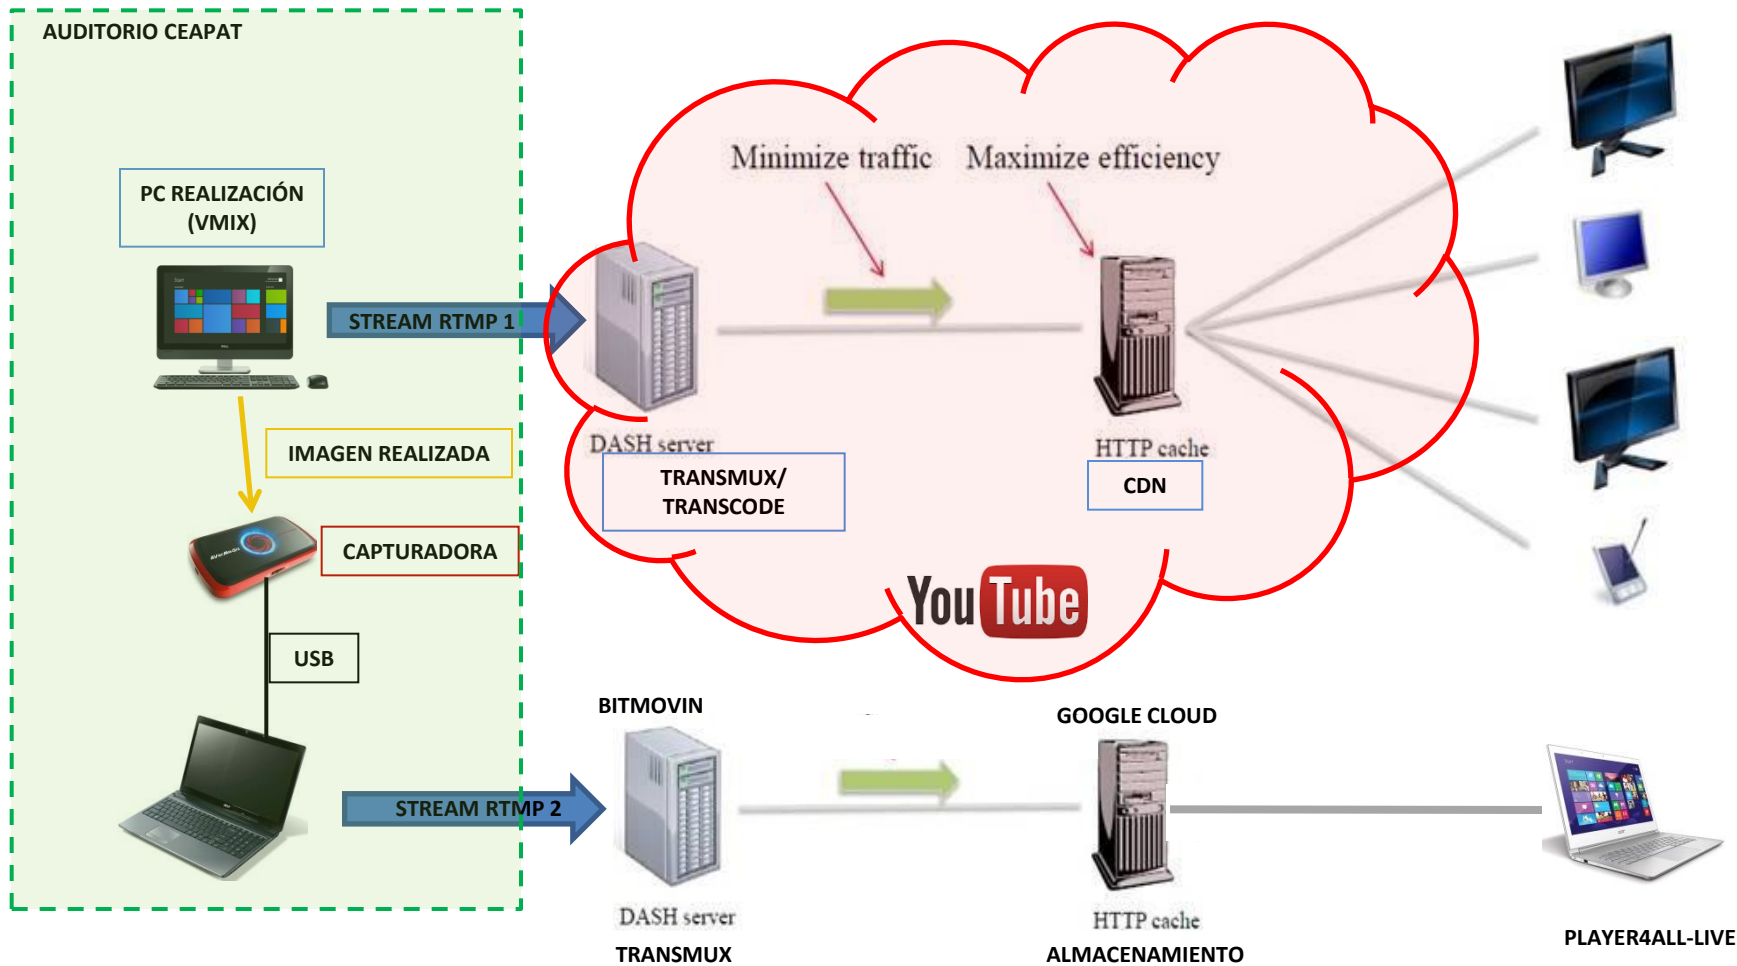 AUDITORIO CEAPAT
PC REALIZACIÓN
(VMIX)
STREAM RTMP 1
IMAGEN REALIZADA
CAPTURADORA
USB
STREAM RTMP 2
Minimize traffic
Maximize efficiency
DASH server
TRANSMUX/
TRANSCODE
HTTP cache
CDN
YouTube
BITMOVIN
GOOGLE CLOUD
DASH server
TRANSMUX
HTTP cache
ALMACENAMIENTO
PLAYER4ALL-LIVE